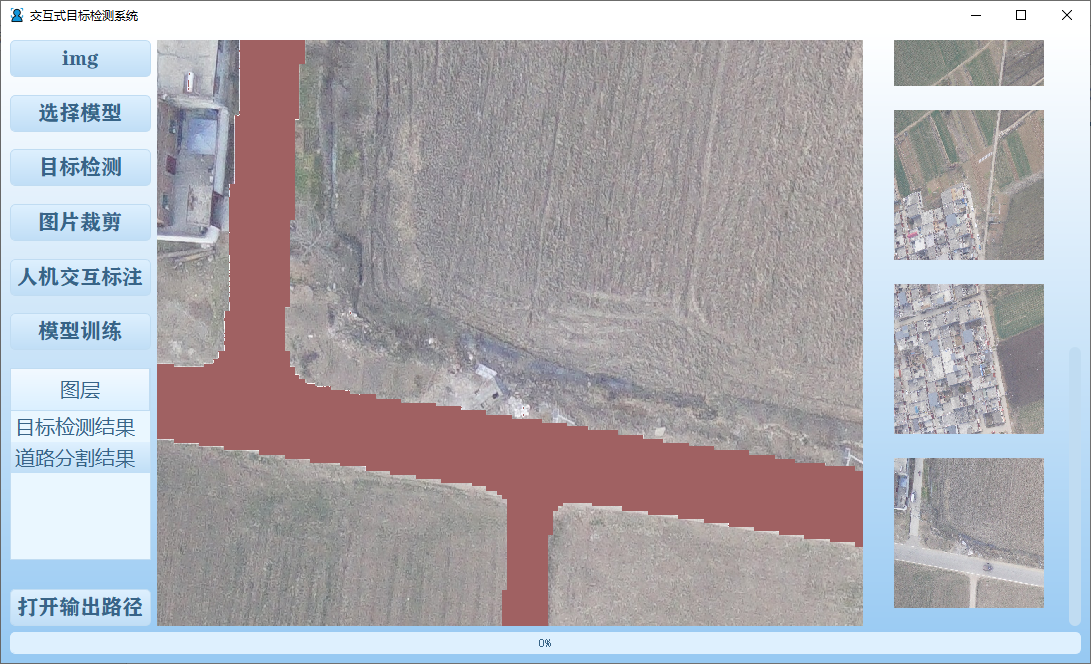 交互式目标检测系统
img
选择模型
目标检测
图片裁剪
人机交互标注
模型训练
图层
目标检测结果
道路分割结果
打开输出路径
0%